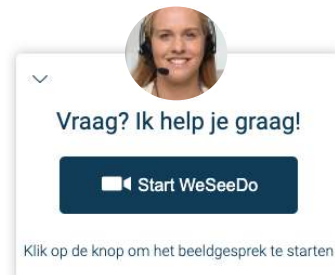 Vraag? Ik help je graag!
Start WeSeeDo
Klik op de knop om het beeldgesprek te starten